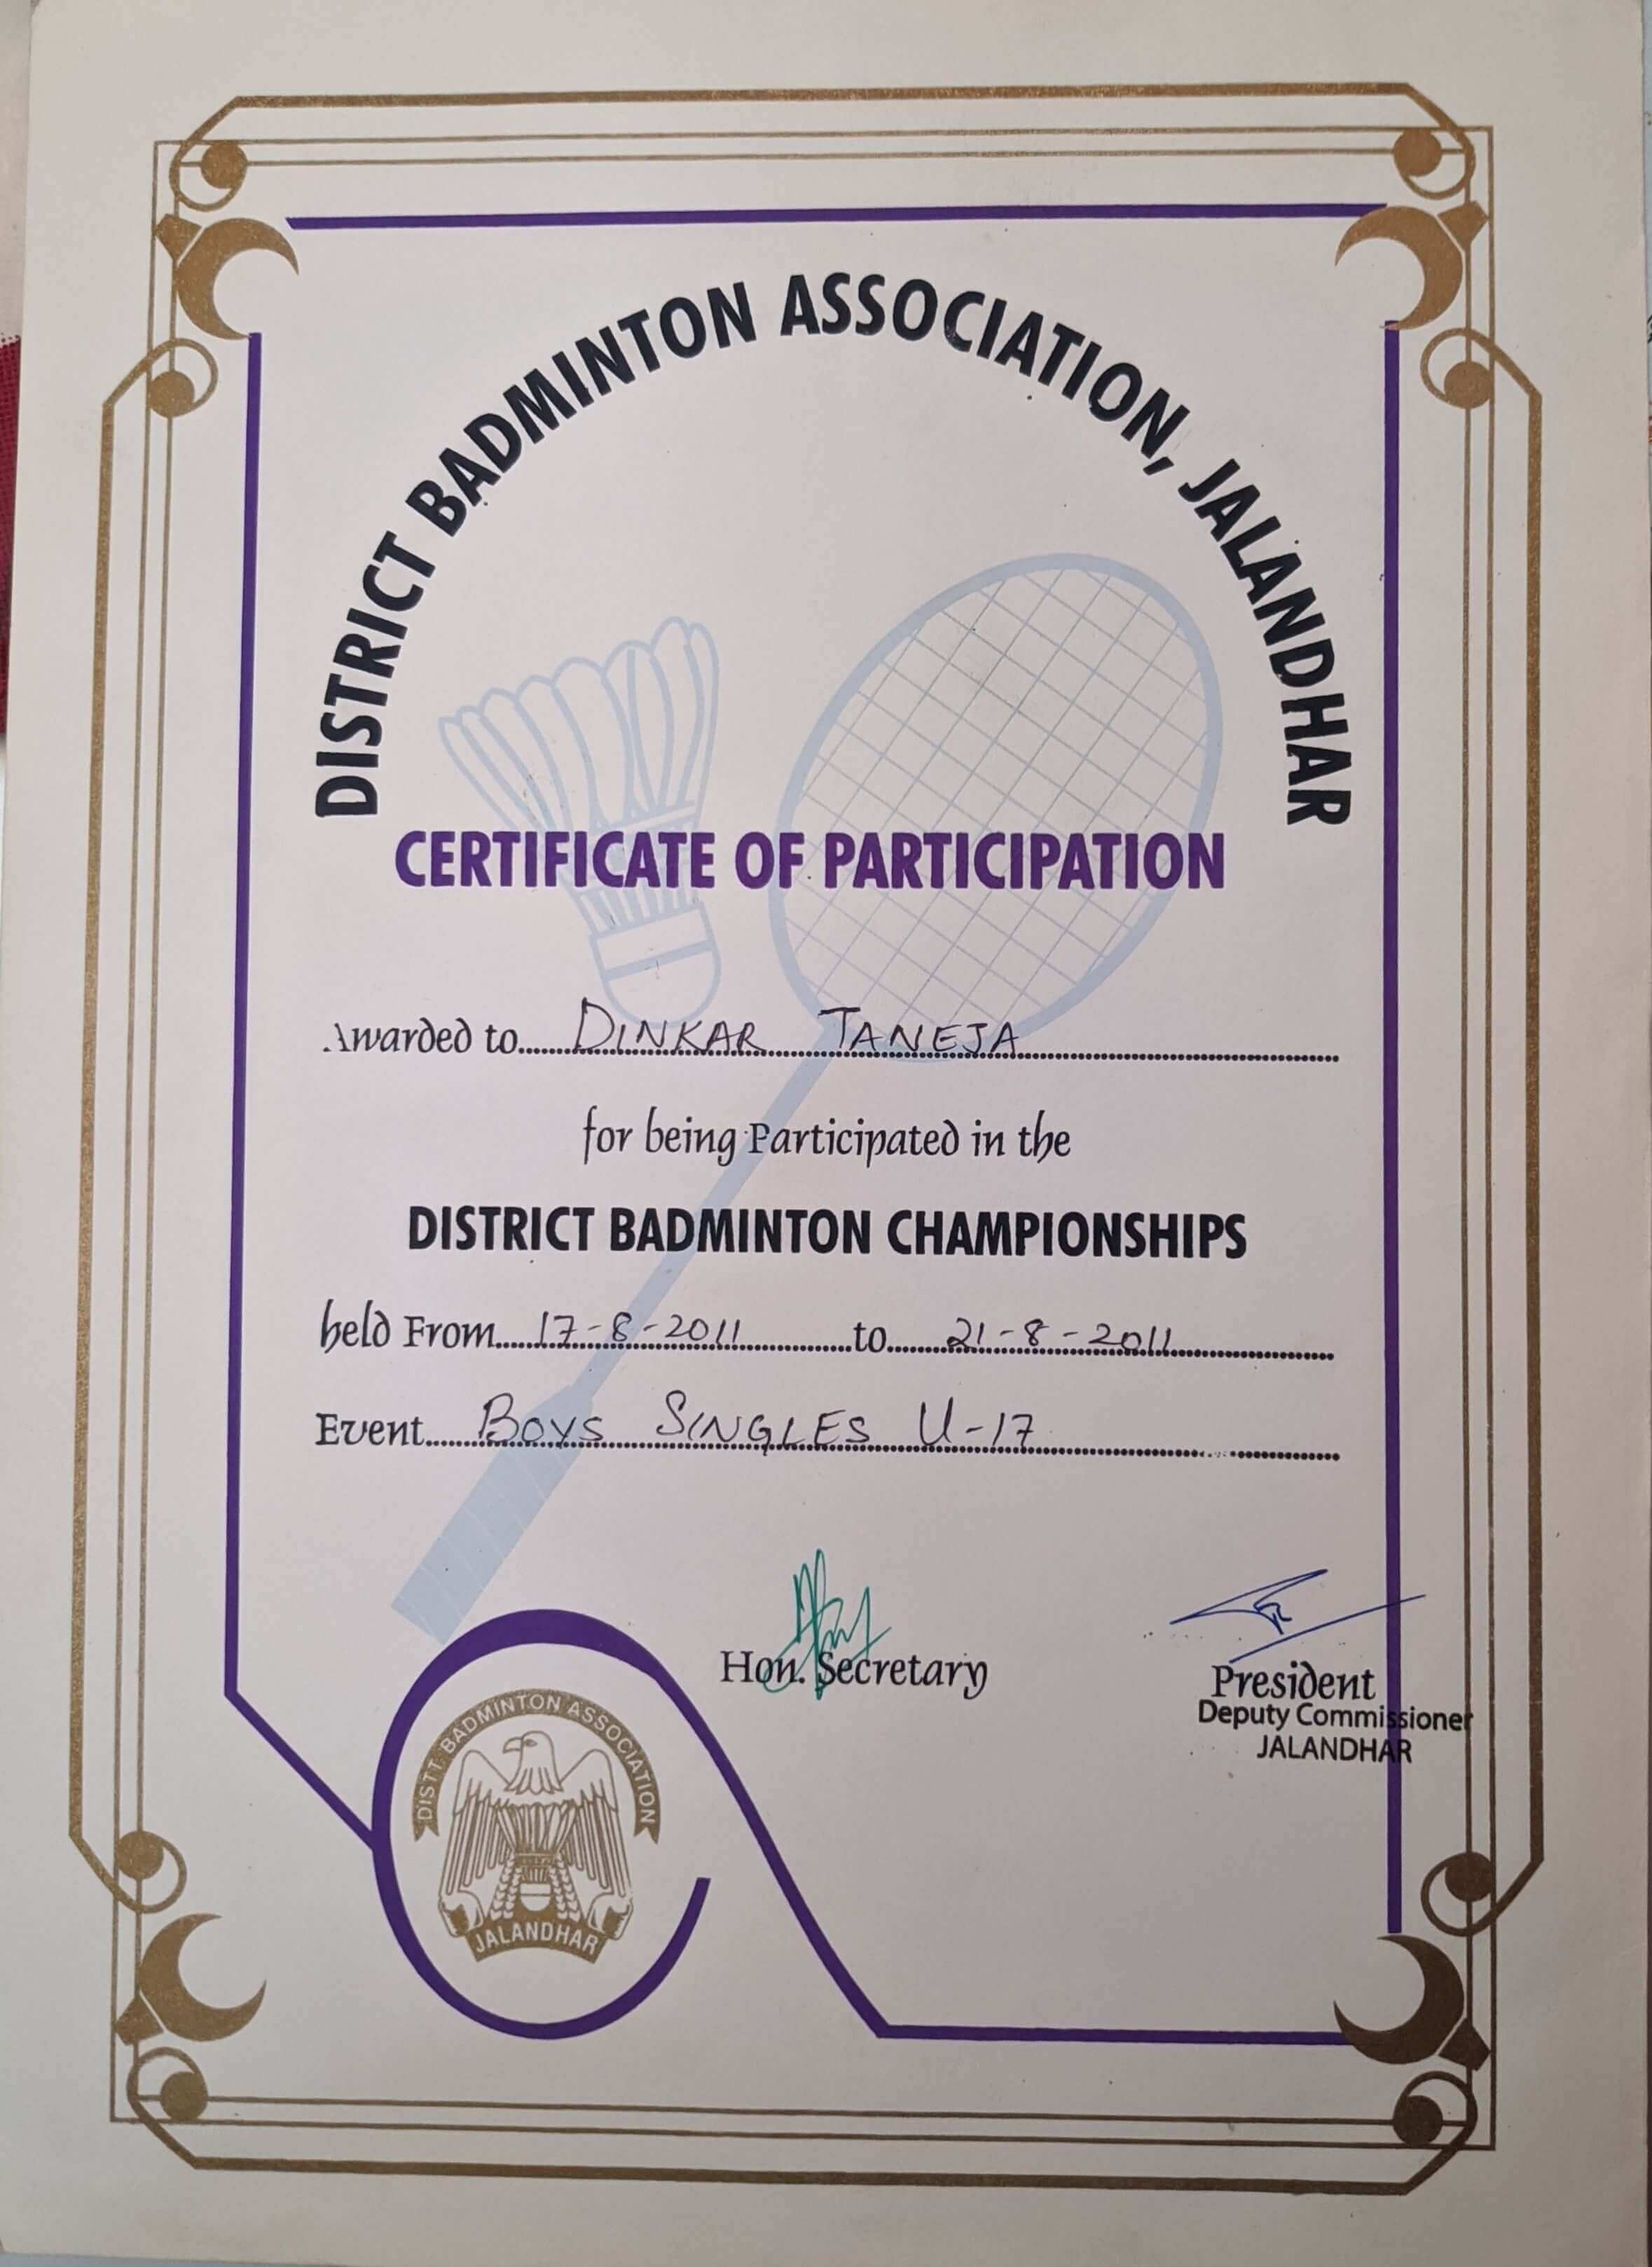 DISTRICT BADMINTON ASSOCIATION, JALANDHAR
CERTIFICATE OF PARTICIPATION
Awarded to DINKAR TANEJA
for being Participated in the
DISTRICT BADMINTON CHAMPIONSHIPS
held From 17-8-2011 to 21-8-2011
Event BOYS SINGLES U-17
Hon. Secretary
President
Deputy Commissioner
JALANDHAR
DISTT. BADMINTON ASSOCIATION
JALANDHAR